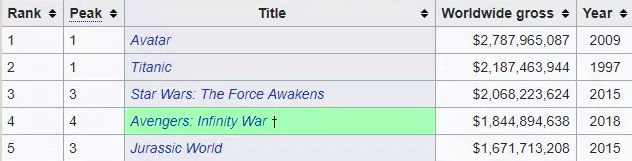 Rank Peak Title Worldwide gross Year
1 1 Avatar $2,787,965,087 2009
2 1 Titanic $2,187,463,944 1997
3 3 Star Wars: The Force Awakens $2,068,223,624 2015
4 4 Avengers: Infinity War † $1,844,894,638 2018
5 3 Jurassic World $1,671,713,208 2015